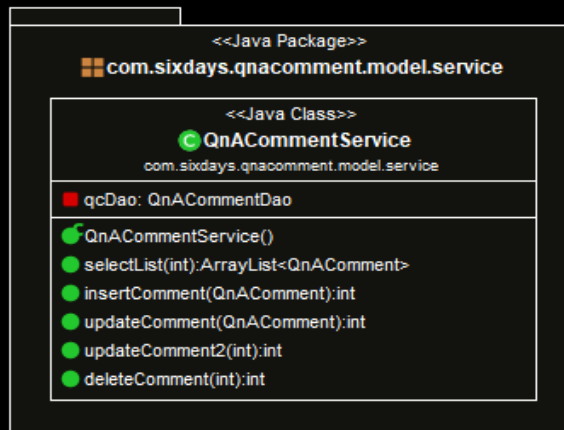 <<Java Package>>
com.sixdays.qnacomment.model.service
<<Java Class>>
QnACommentService
com.sixdays.qnacomment.model.service
qcDao: QnACommentDao
QnACommentService()
selectList(int):ArrayList<QnAComment>
insertComment(QnAComment):int
updateComment(QnAComment):int
updateComment2(int):int
deleteComment(int):int